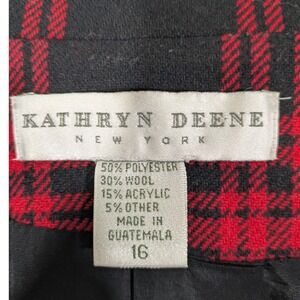 KATHRYN DEENE
NEW YORK
50% POLYESTER
30% WOOL
15% ACRYLIC
5% OTHER
MADE IN
GUATEMALA
16